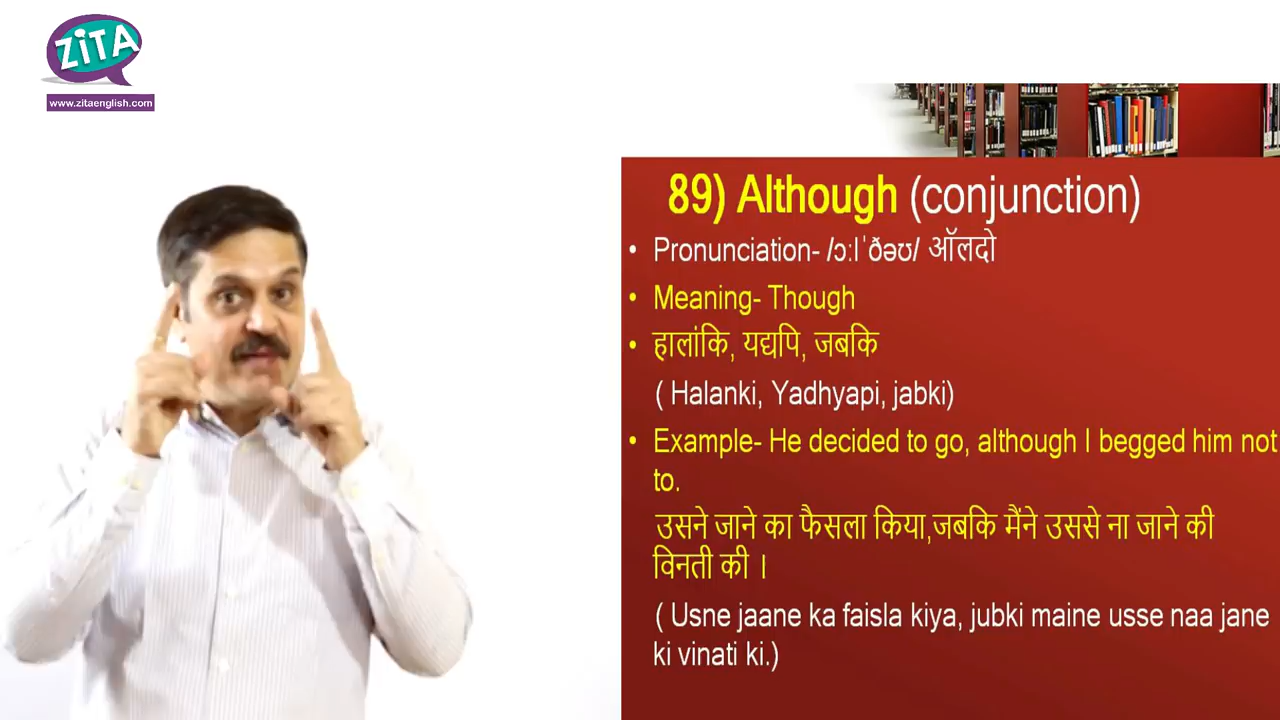 ZiTA
www.zitaenglish.com
89) Although (conjunction)
• Pronunciation- /ɔːlˈðəʊ/ ऑलदो
• Meaning- Though
• हालांकि, यद्यपि, जबकि
( Halanki, Yadhyapi, jabki)
• Example- He decided to go, although I begged him not
to.
उसने जाने का फैसला किया,जबकि मैंने उससे ना जाने की
विनती की ।
( Usne jaane ka faisla kiya, jubki maine usse naa jane
ki vinati ki.)